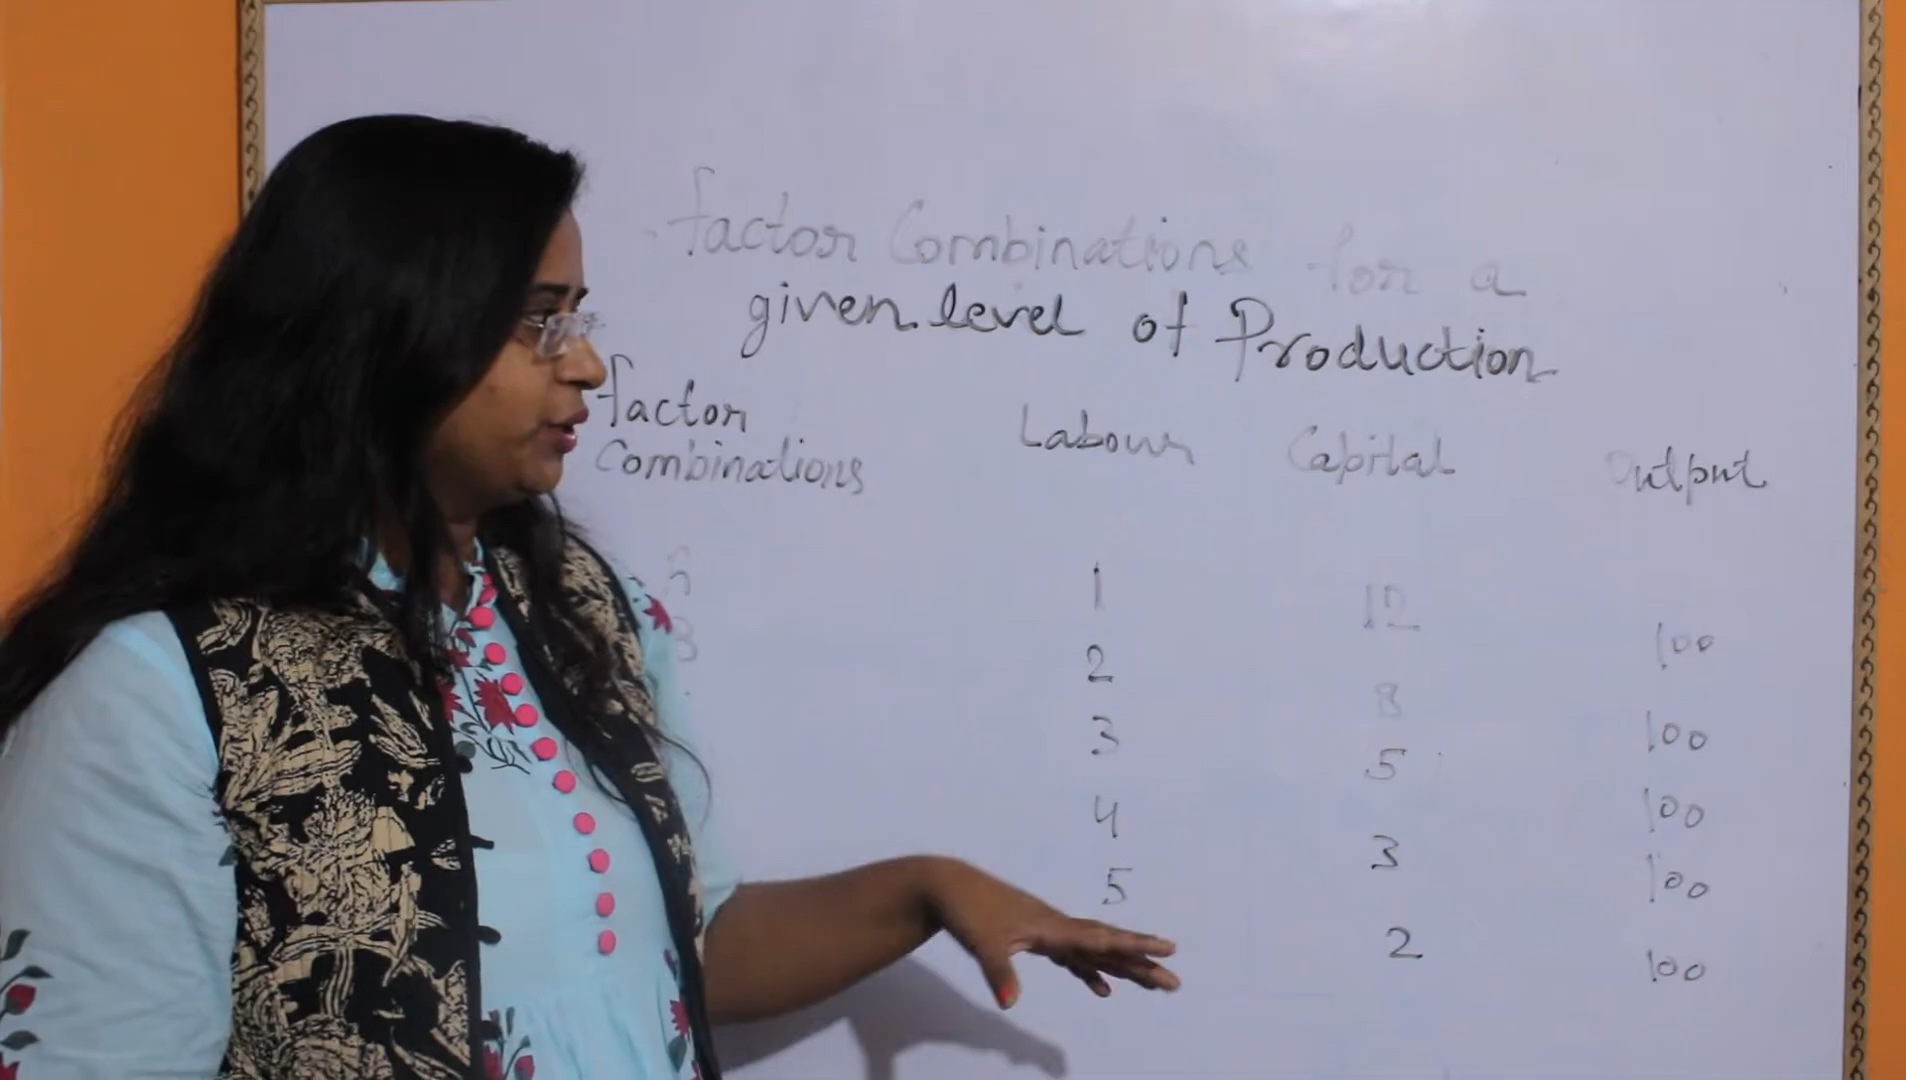 factor Combinations for a
given level of Production
factor Combinations Labour Capital Output
A 1 12 100
B 2 8 100
3 5 100
4 3 100
5 2 100